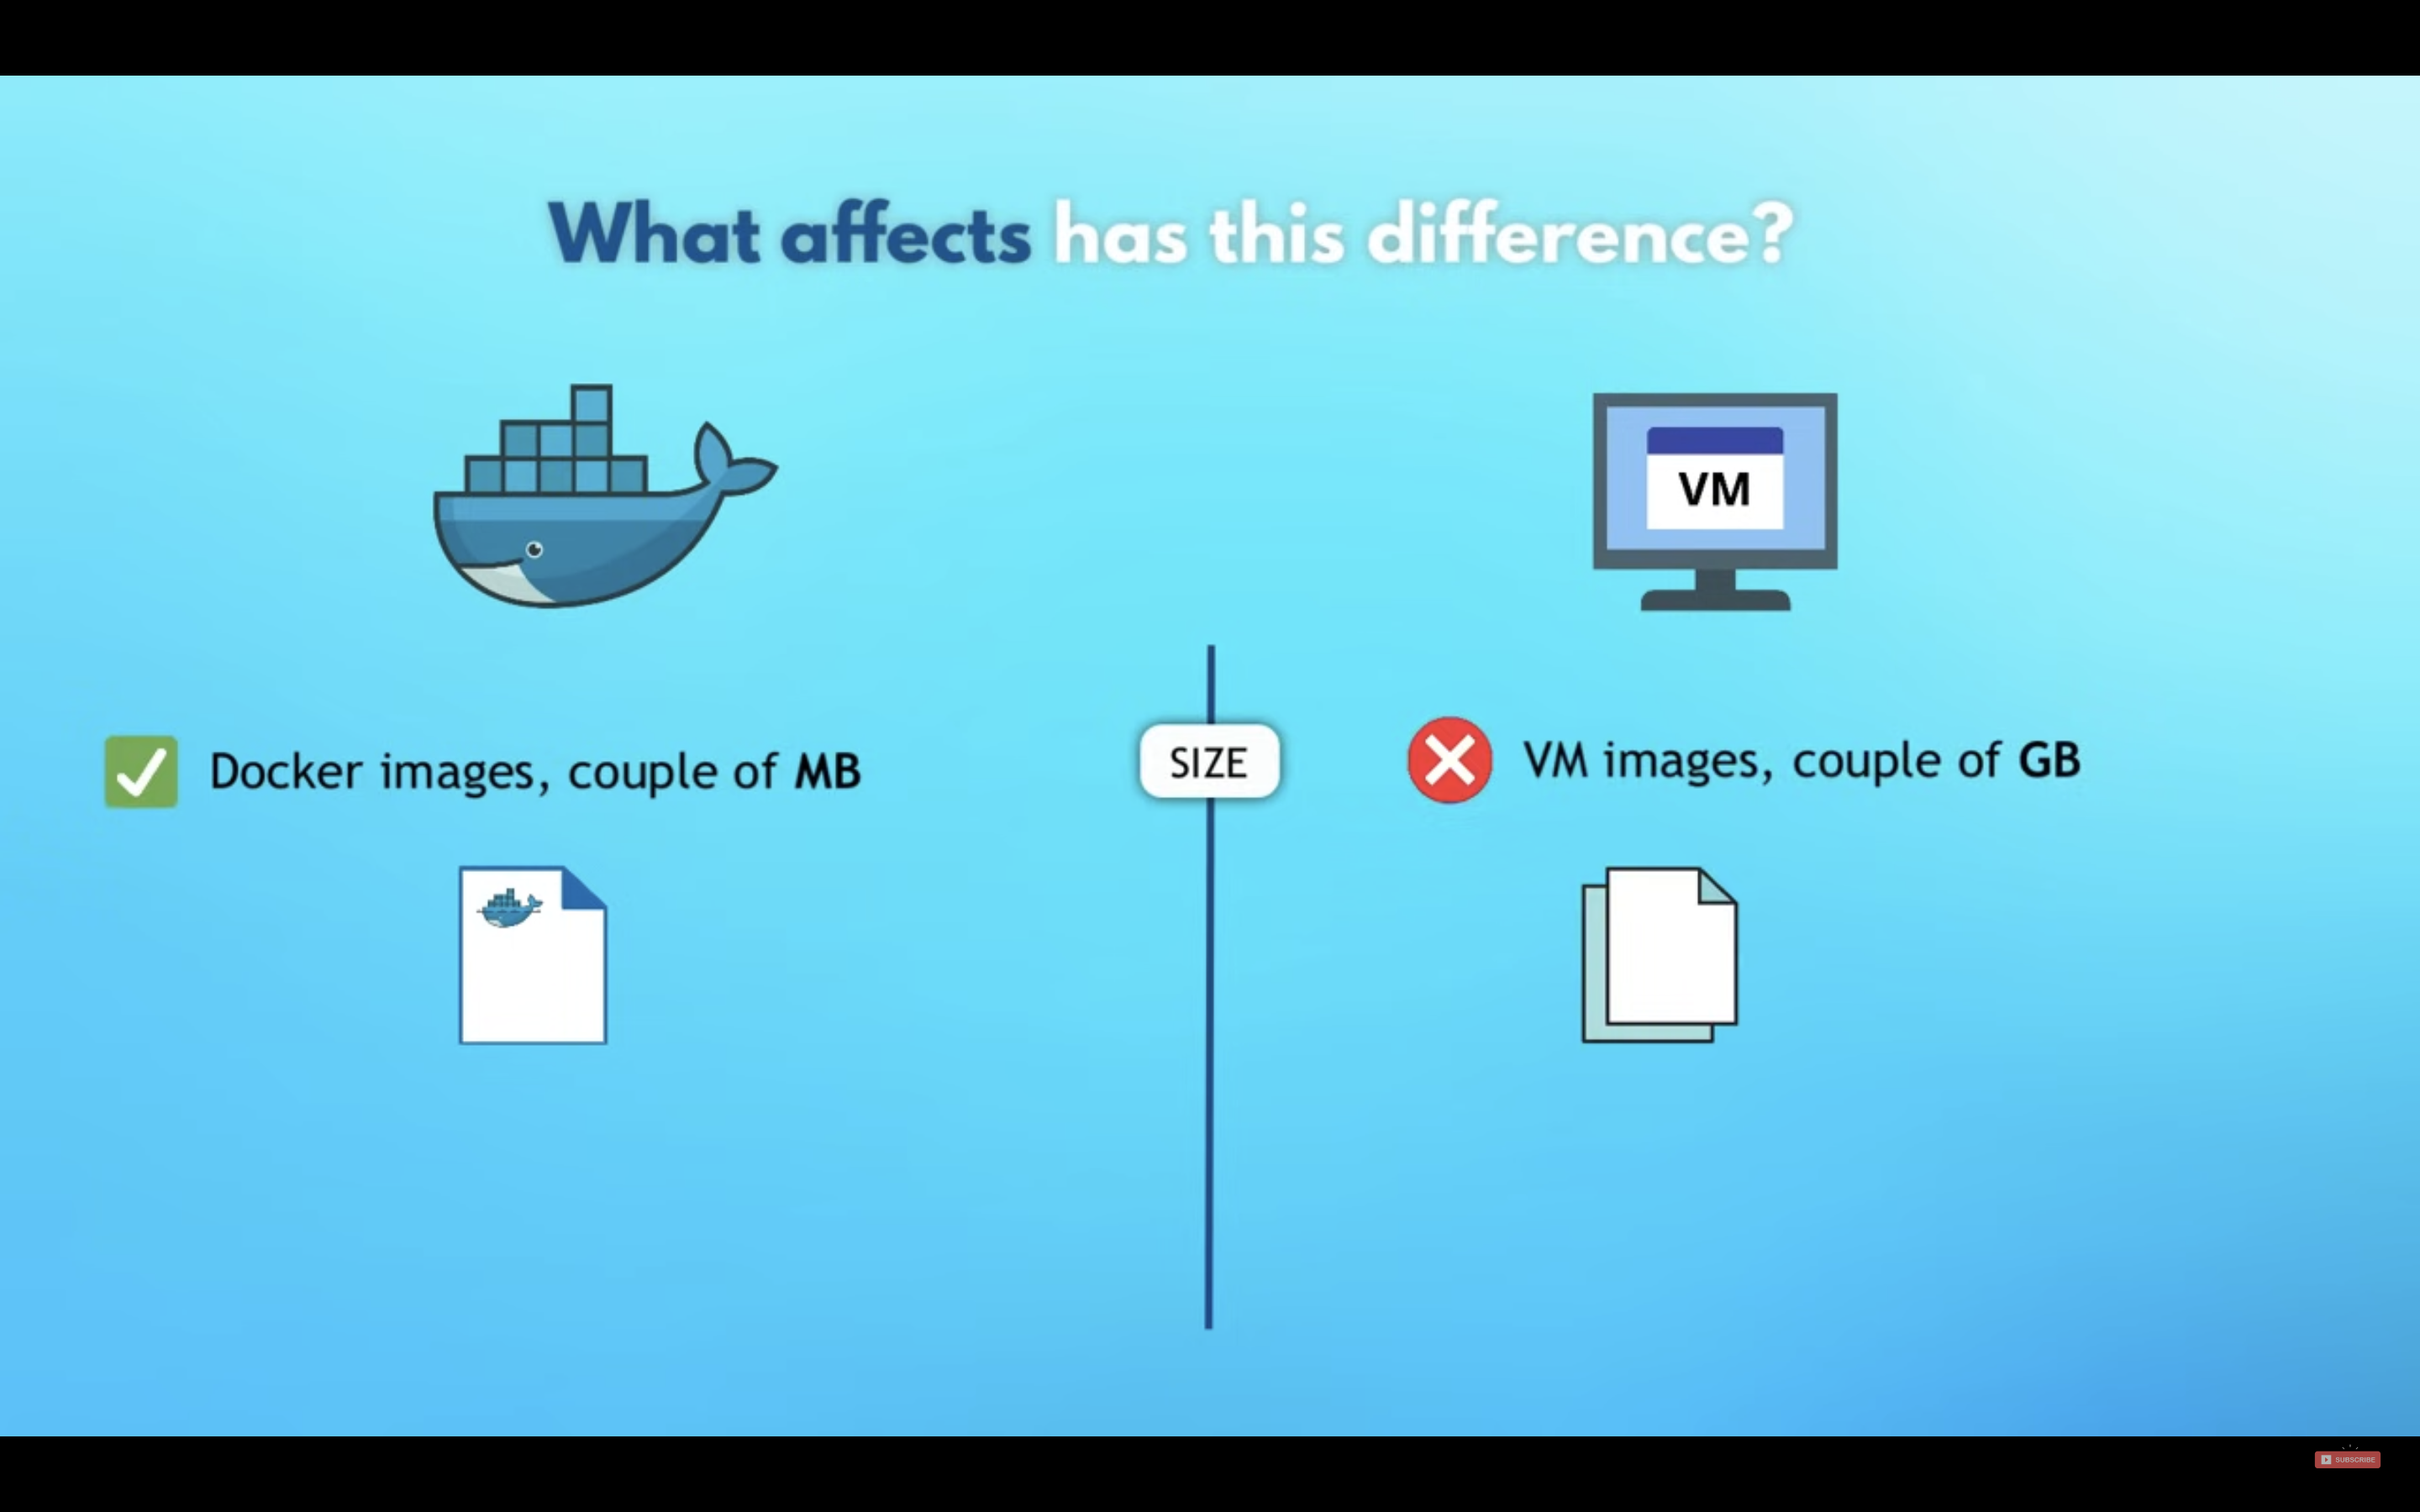 What affects has this difference?
VM
Docker images, couple of MB
SIZE
VM images, couple of GB
SUBSCRIBE